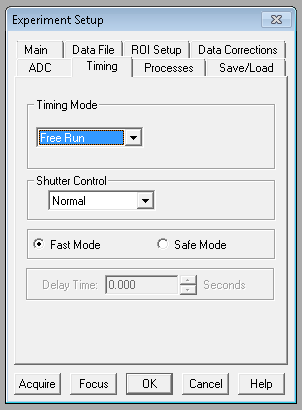 Experiment Setup
Main Data File ROI Setup Data Corrections
ADC Timing Processes Save/Load
Timing Mode
Free Run
Shutter Control
Normal
Fast Mode Safe Mode
Delay Time: 0.000 Seconds
Acquire Focus OK Cancel Help